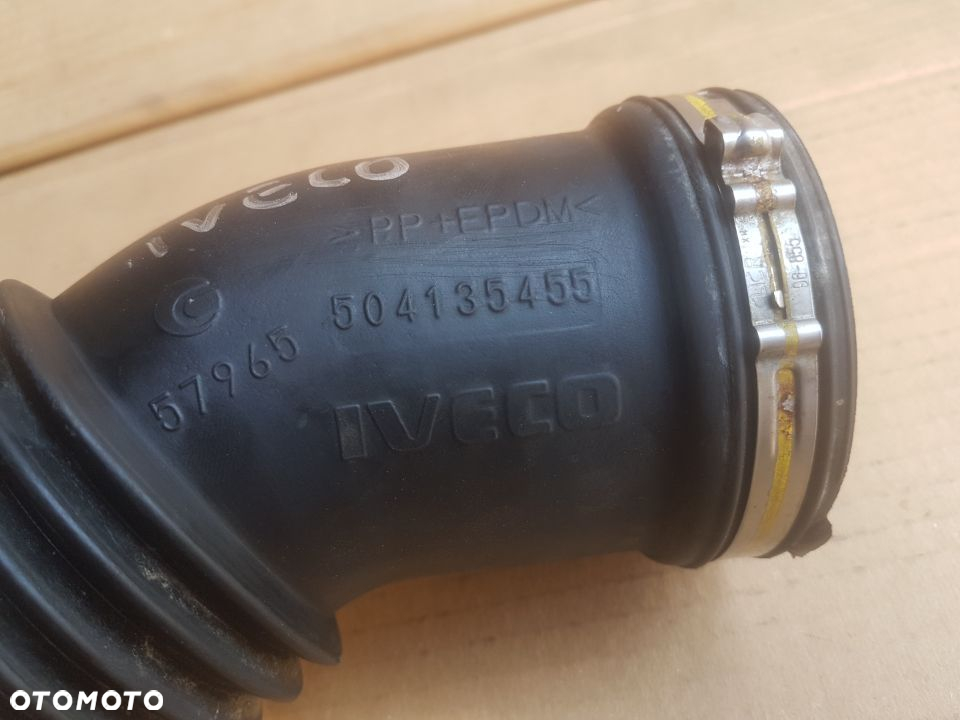 IVECO
>PP+EPDM<
504135455
57965
IVECO
OTOMOTO